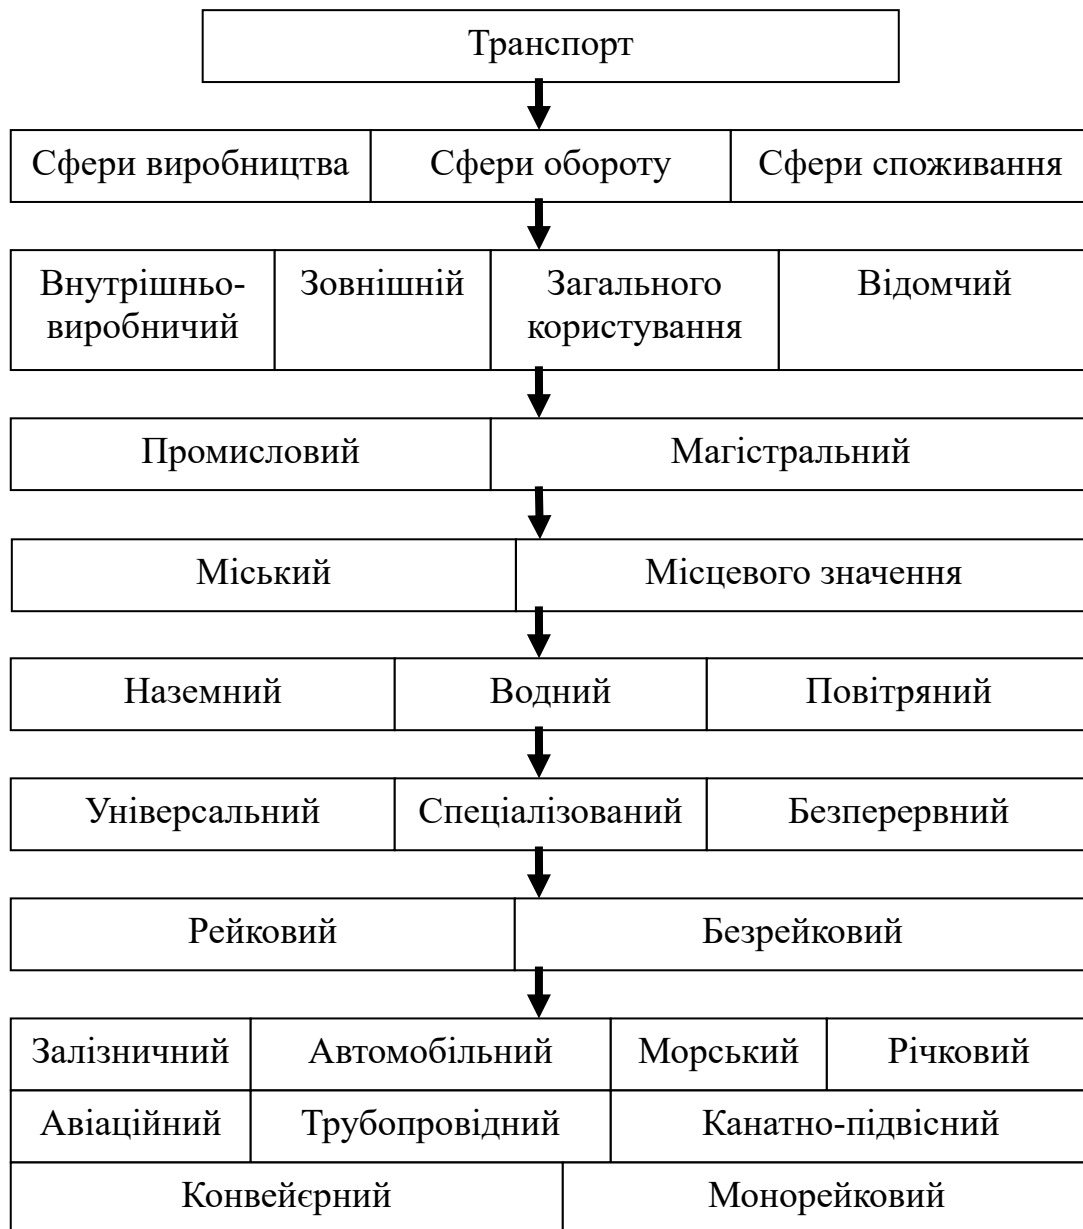 Транспорт
Сфери виробництва Сфери обороту Сфери споживання
Внутрішньо- Зовнішній Загального Відомчий
виробничий користування
Промисловий Магістральний
Міський Місцевого значення
Наземний Водний Повітряний
Універсальний Спеціалізований Безперервний
Рейковий Безрейковий
Залізничний Автомобільний Морський Річковий
Авіаційний Трубопровідний Канатно-підвісний
Конвейєрний Монорейковий